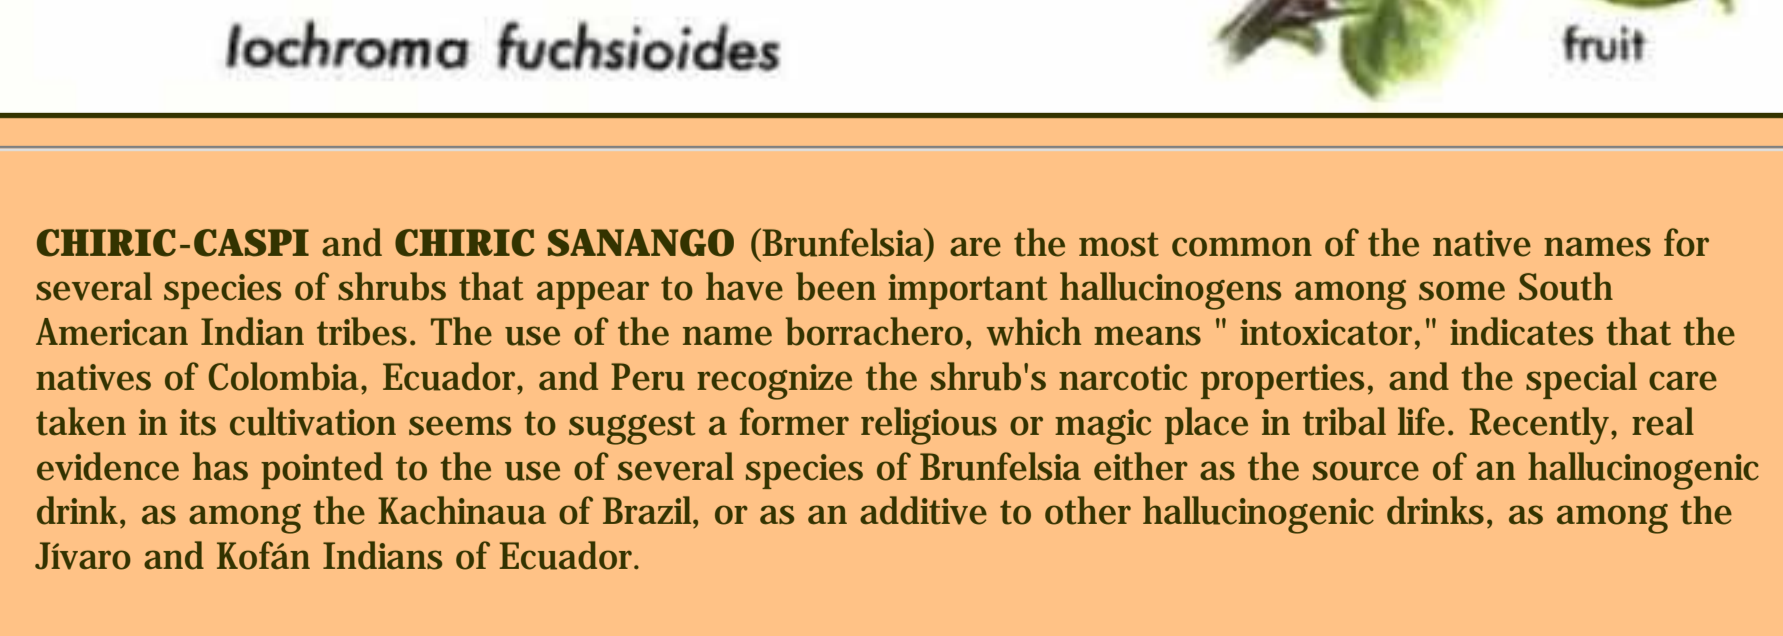 Iochroma fuchsioides
fruit
CHIRIC-CASPI and CHIRIC SANANGO (Brunfelsia) are the most common of the native names for
several species of shrubs that appear to have been important hallucinogens among some South
American Indian tribes. The use of the name borrachero, which means " intoxicator," indicates that the
natives of Colombia, Ecuador, and Peru recognize the shrub's narcotic properties, and the special care
taken in its cultivation seems to suggest a former religious or magic place in tribal life. Recently, real
evidence has pointed to the use of several species of Brunfelsia either as the source of an hallucinogenic
drink, as among the Kachinaua of Brazil, or as an additive to other hallucinogenic drinks, as among the
Jívaro and Kofán Indians of Ecuador.